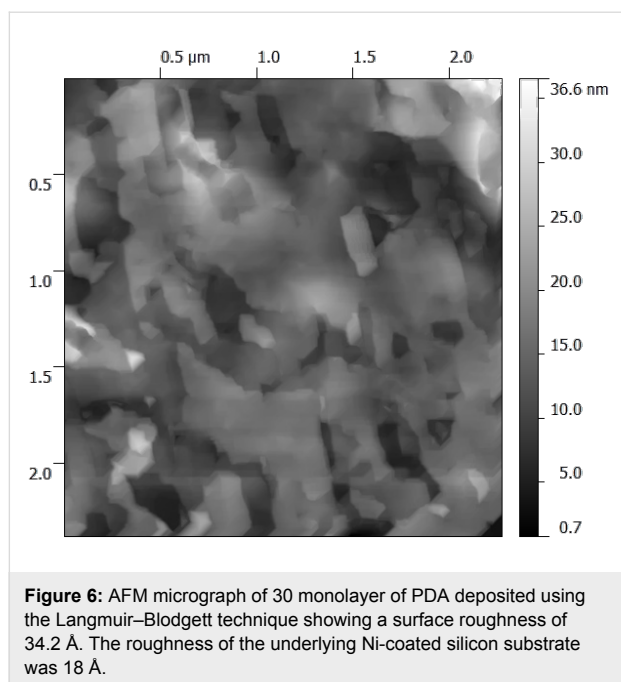 0.5 µm 1.0 1.5 2.0
36.6 nm
30.0
25.0
20.0
15.0
10.0
5.0
0.7
0.5
1.0
1.5
2.0
Figure 6: AFM micrograph of 30 monolayer of PDA deposited using
the Langmuir–Blodgett technique showing a surface roughness of
34.2 Å. The roughness of the underlying Ni-coated silicon substrate
was 18 Å.